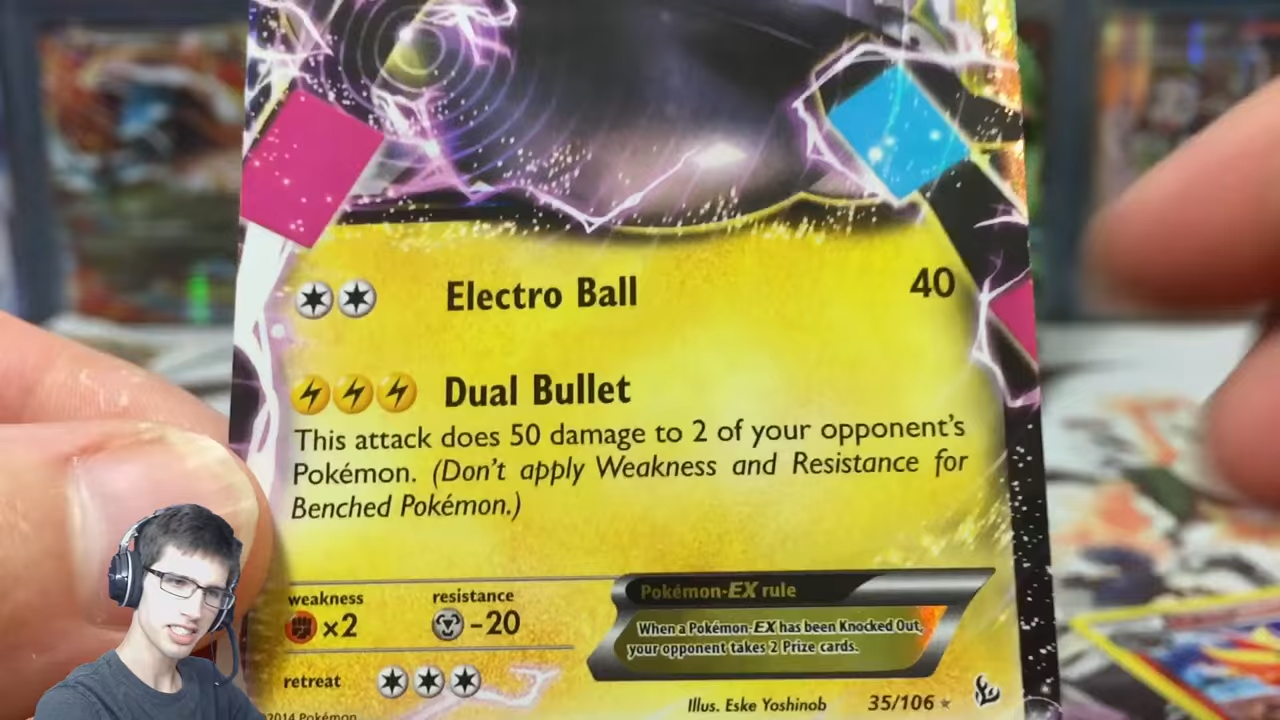 Electro Ball 40
Dual Bullet
This attack does 50 damage to 2 of your opponent's
Pokémon. (Don't apply Weakness and Resistance for
Benched Pokémon.)
weakness resistance
×2 -20
Pokémon-EX rule
When a Pokémon-EX has been Knocked Out,
your opponent takes 2 Prize cards.
retreat
Illus. Eske Yoshinob 35/106
2014 Pokémon